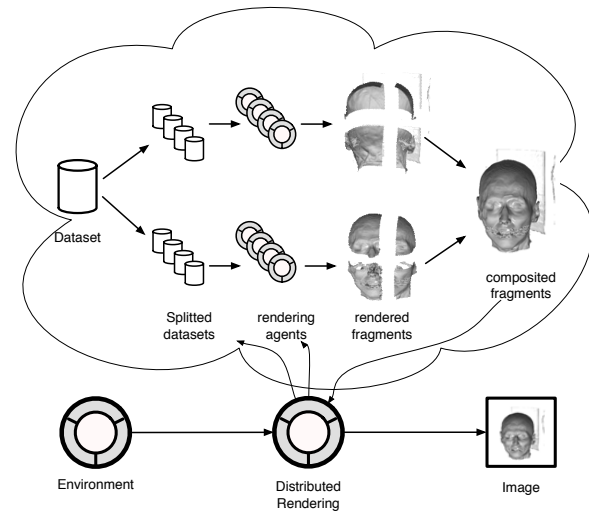 Dataset
Splitted
datasets
rendering
agents
rendered
fragments
composited
fragments
Environment
Distributed
Rendering
Image